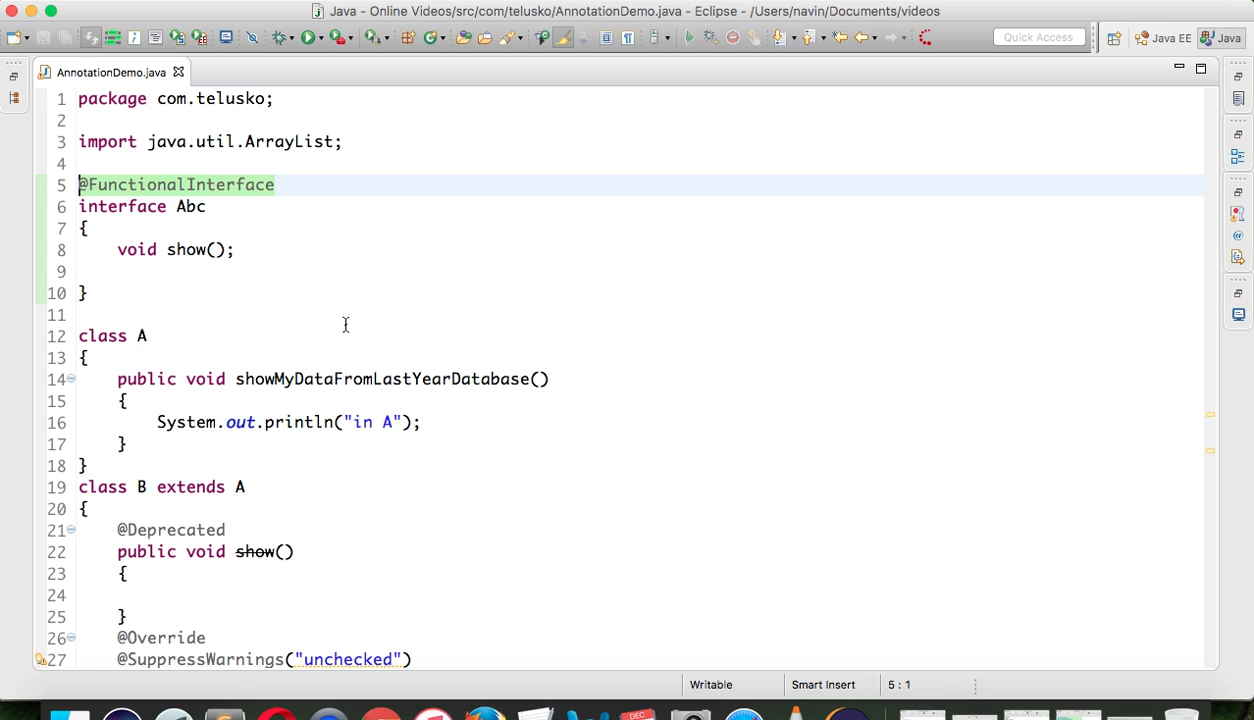 Java - Online Videos/src/com/telusko/AnnotationDemo.java - Eclipse - /Users/navin/Documents/videos
Quick Access
Java EE
Java
AnnotationDemo.java
1 package com.telusko;
2
3 import java.util.ArrayList;
4
5 @FunctionalInterface
6 interface Abc
7 {
8 void show();
9
10 }
11
12 class A
13 {
14 public void showMyDataFromLastYearDatabase()
15 {
16 System.out.println("in A");
17 }
18 }
19 class B extends A
20 {
21 @Deprecated
22 public void show()
23 {
24
25 }
26 @Override
27 @SuppressWarnings("unchecked")
Writable Smart Insert 5 : 1
DEC